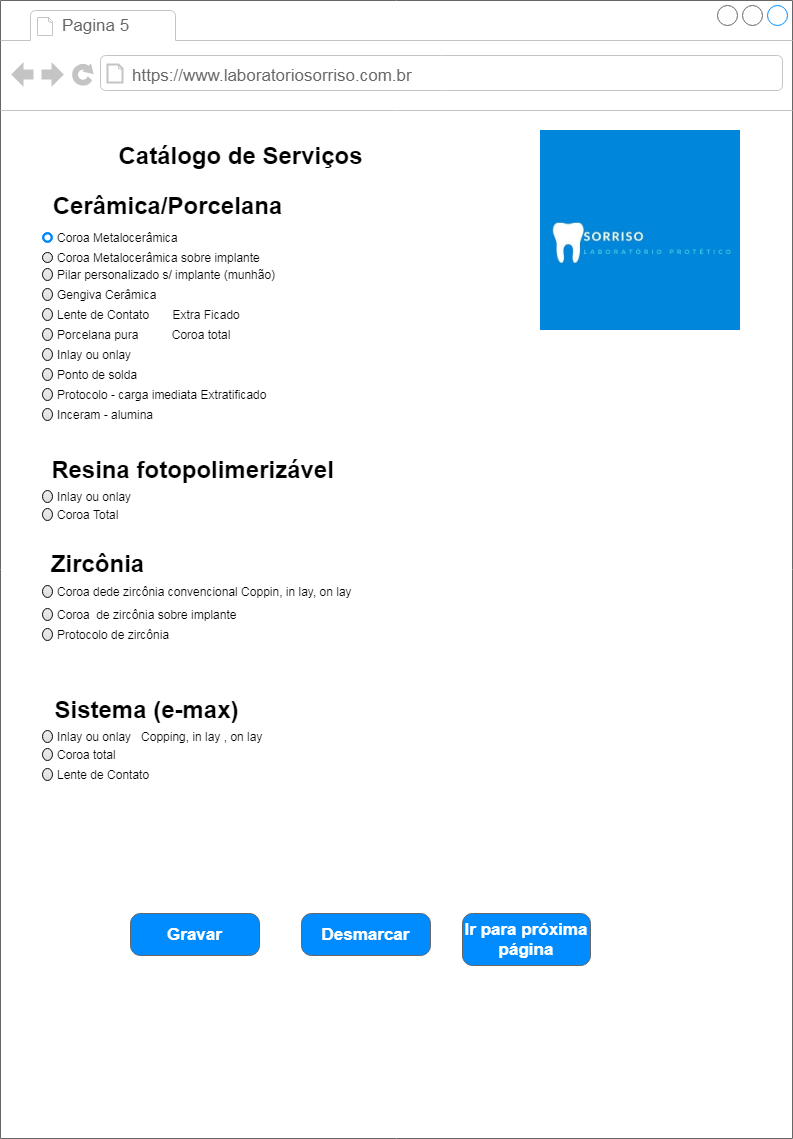 Pagina 5
https://www.laboratoriosorriso.com.br
Catálogo de Serviços
SORRISO
LABORATÓRIO PROTÉTICO
Cerâmica/Porcelana
Coroa Metalocerâmica
Coroa Metalocerâmica sobre implante
Pilar personalizado s/ implante (munhão)
Gengiva Cerâmica
Lente de Contato Extra Ficado
Porcelana pura Coroa total
Inlay ou onlay
Ponto de solda
Protocolo - carga imediata Extratificado
Inceram - alumina
Resina fotopolimerizável
Inlay ou onlay
Coroa Total
Zircônia
Coroa dede zircônia convencional Coppin, in lay, on lay
Coroa de zircônia sobre implante
Protocolo de zircônia
Sistema (e-max)
Inlay ou onlay Copping, in lay , on lay
Coroa total
Lente de Contato
Gravar
Desmarcar
Ir para próxima
página